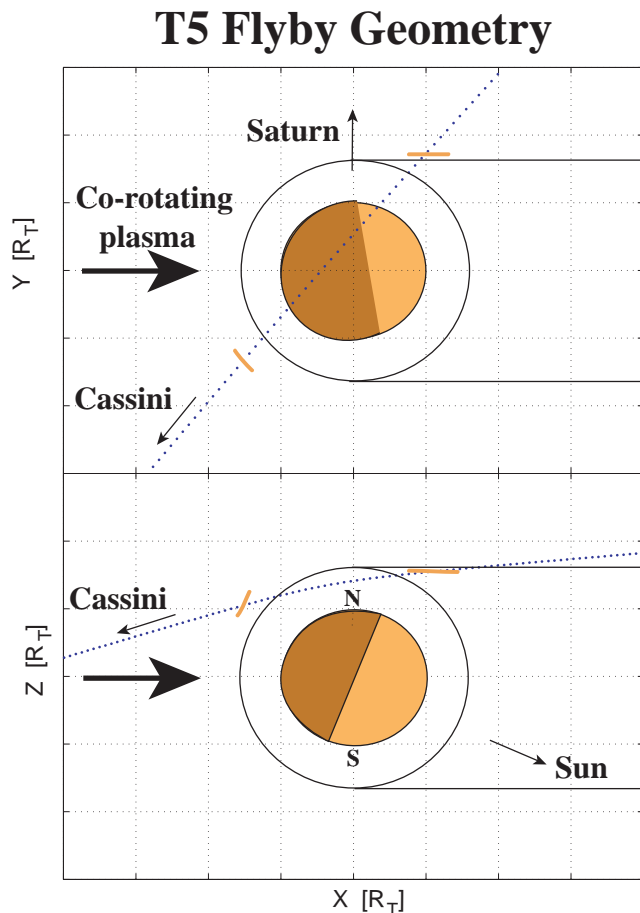 T5 Flyby Geometry
Saturn
Co-rotating
plasma
Y [R_T]
Cassini
N
Cassini
Z [R_T]
S
Sun
X [R_T]